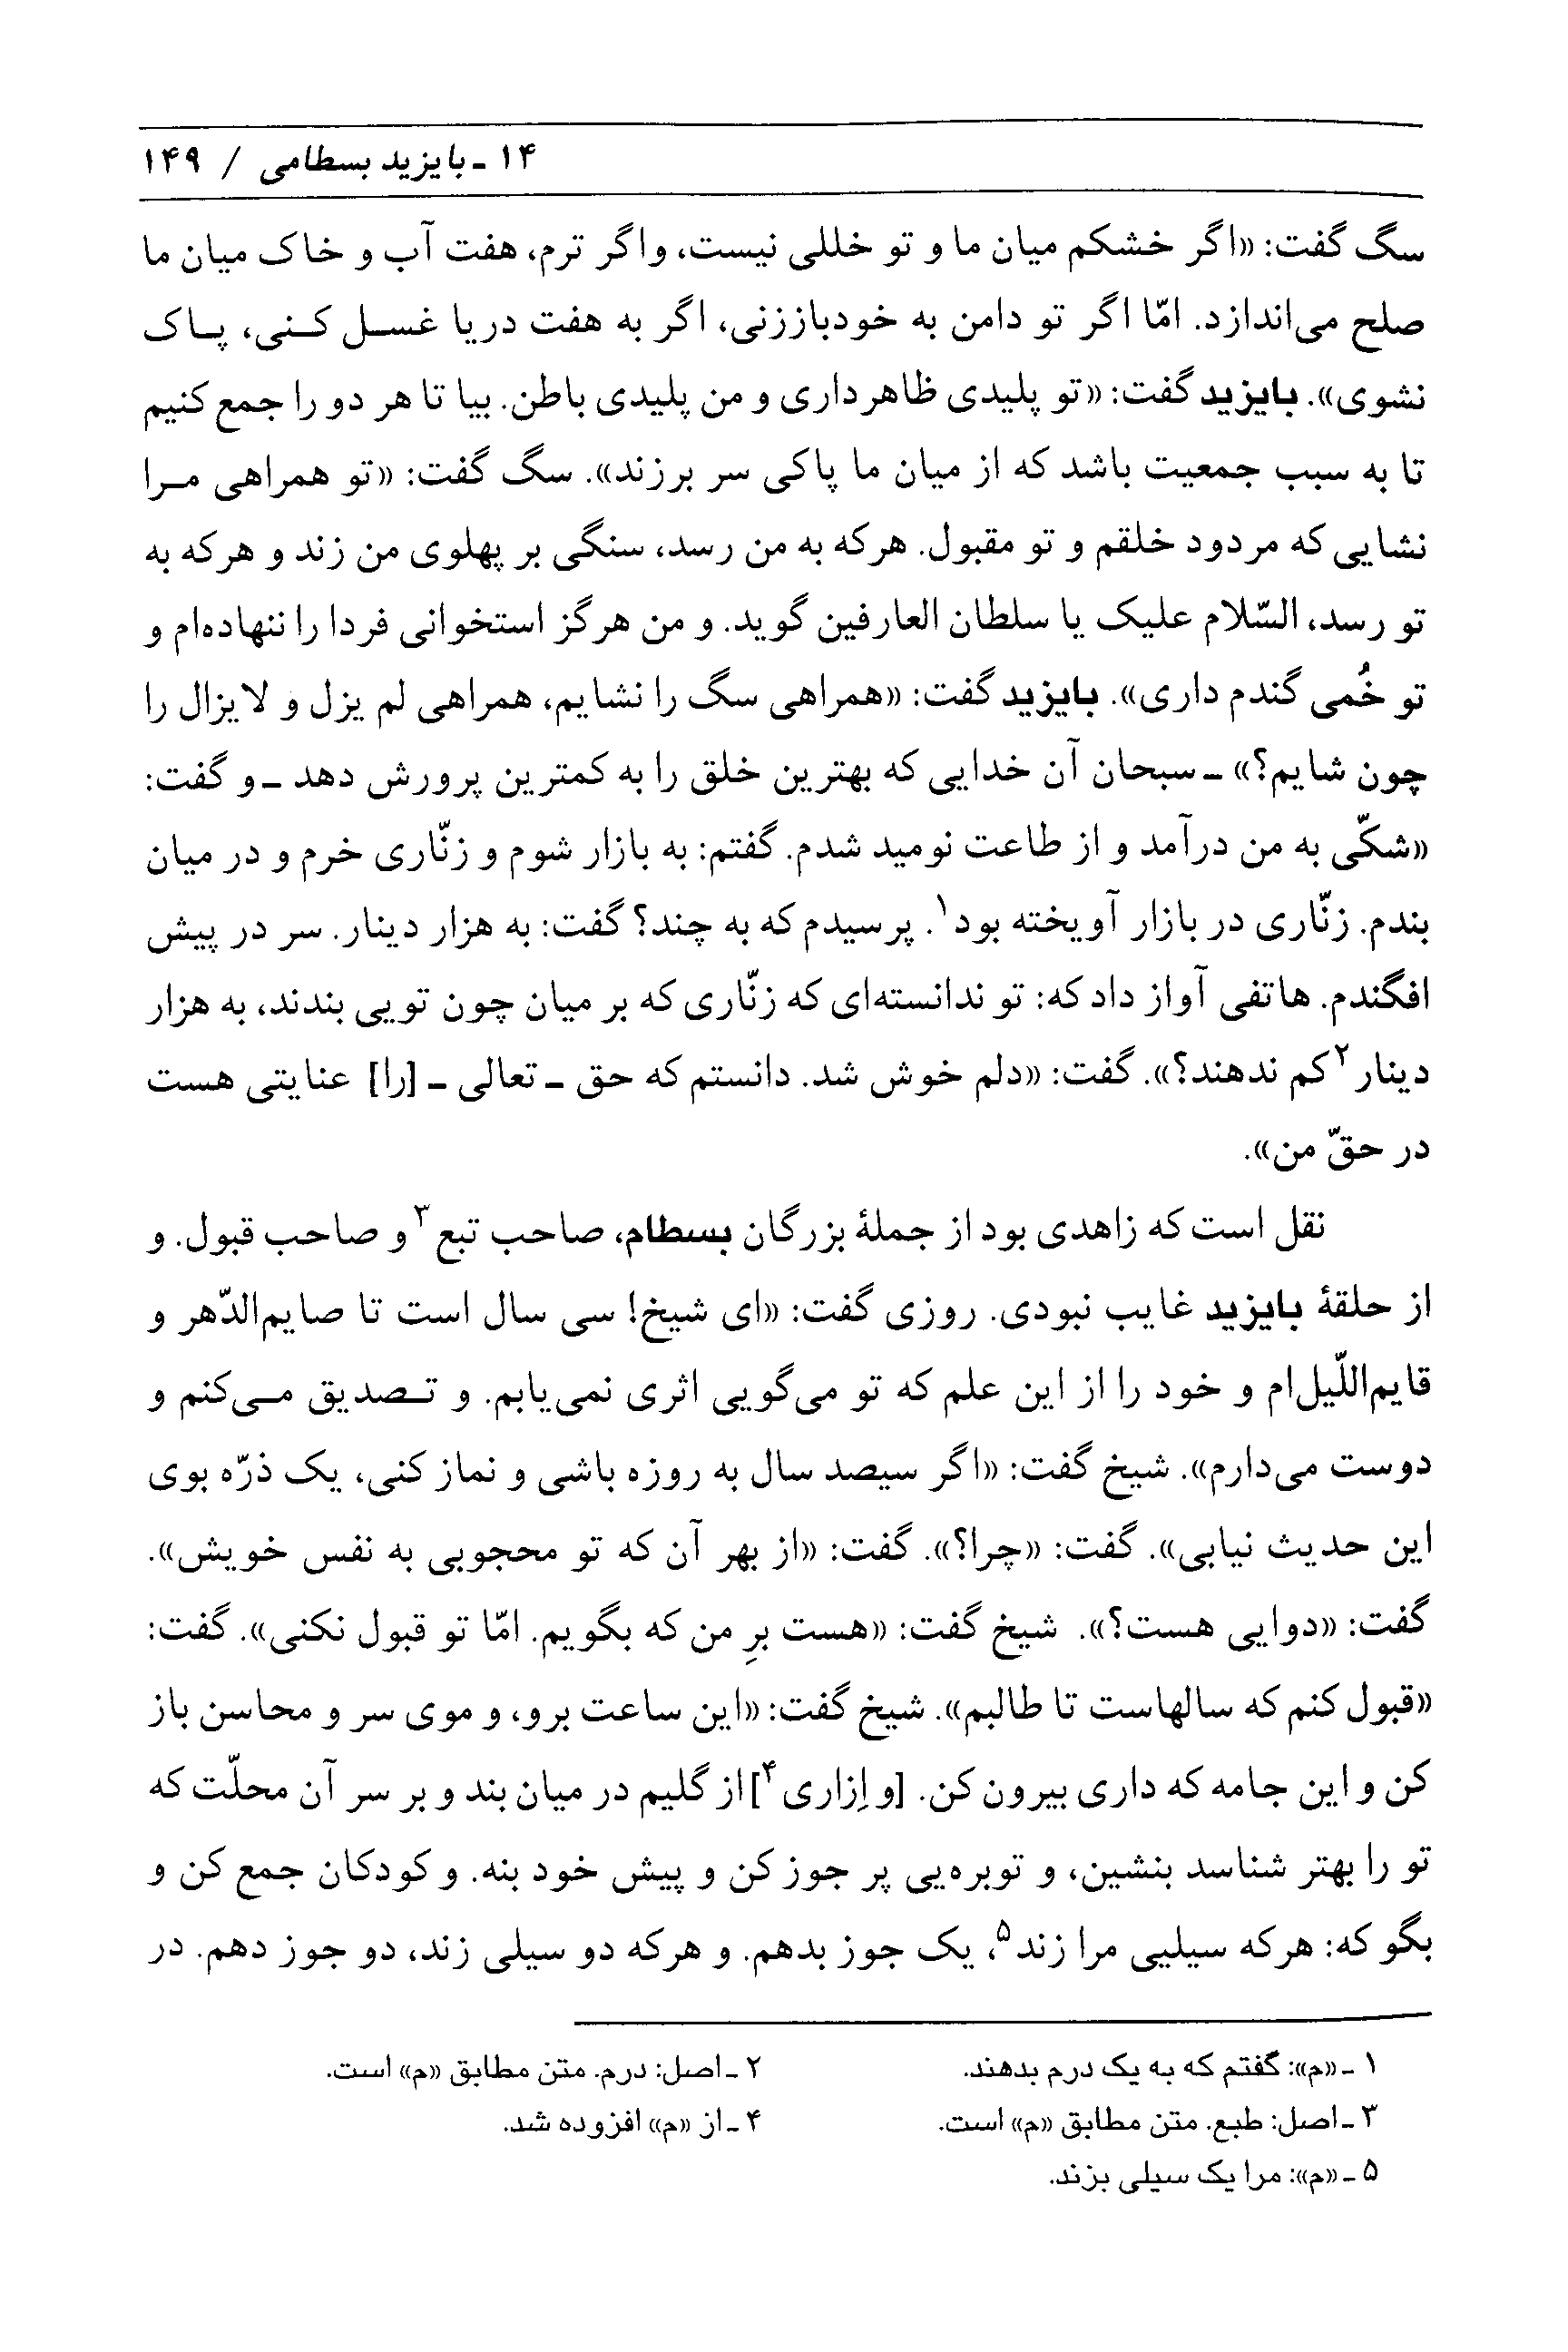 ۱۴ ـ بایزید بسطامی / ۱۴۹
سگ گفت: «اگر خشکم میان ما و تو خللی نیست، واگر ترم، هفت آب و خاک میان ما
صلح می‌اندازد. امّا اگر تو دامن به خودباززنی، اگر به هفت دریا غسل کنی، پاک
نشوی». بایزید گفت: «تو پلیدی ظاهرداری و من پلیدی باطن. بیا تا هر دو را جمع کنیم
تا به سبب جمعیت باشد که از میان ما پاکی سر برزند». سگ گفت: «تو همراهی مرا
نشایی که مردود خلقم و تو مقبول. هرکه به من رسد، سنگی بر پهلوی من زند و هرکه به
تو رسد، السّلام علیک یا سلطان العارفین گوید. و من هرگز استخوانی فردا را ننهاده‌ام و
تو خُمی گندم داری». بایزید گفت: «همراهی سگ را نشایم، همراهی لم یزل و لایزال را
چون شایم؟» ـ سبحان آن خدایی که بهترین خلق را به کمترین پرورش دهد ـ و گفت:
«شکّی به من درآمد و از طاعت نومید شدم. گفتم: به بازار شوم و زنّاری خرم و در میان
بندم. زنّاری در بازار آویخته بود۱. پرسیدم که به چند؟ گفت: به هزار دینار. سر در پیش
افگندم. هاتفی آواز داد که: تو ندانسته‌ای که زنّاری که بر میان چون تویی بندند، به هزار
دینار۲ کم ندهند؟». گفت: «دلم خوش شد. دانستم که حق ـ تعالی ـ [را] عنایتی هست
در حقّ من».
نقل است که زاهدی بود از جملهٔ بزرگان بسطام، صاحب تبع۳ و صاحب قبول. و
از حلقهٔ بایزید غایب نبودی. روزی گفت: «ای شیخ! سی سال است تا صایم‌الدّهر و
قایم‌اللّیل‌ام و خود را از این علم که تو می‌گویی اثری نمی‌یابم. و تصدیق می‌کنم و
دوست می‌دارم». شیخ گفت: «اگر سیصد سال به روزه باشی و نماز کنی، یک ذرّه بوی
این حدیث نیابی». گفت: «چرا؟». گفت: «از بهر آن که تو محجوبی به نفس خویش».
گفت: «دوایی هست؟». شیخ گفت: «هست برِ من که بگویم. امّا تو قبول نکنی». گفت:
«قبول کنم که سالهاست تا طالبم». شیخ گفت: «این ساعت برو، و موی سر و محاسن باز
کن و این جامه که داری بیرون کن. [و اِزاری۴] از گلیم در میان بند و بر سر آن محلّت که
تو را بهتر شناسد بنشین، و توبره‌یی پر جوز کن و پیش خود بنه. و کودکان جمع کن و
بگو که: هرکه سیلیی مرا زند۵، یک جوز بدهم. و هرکه دو سیلی زند، دو جوز دهم. در
۱ ـ «م»: گفتم که به یک درم بدهند.
۲ ـ اصل: درم. متن مطابق «م» است.
۳ ـ اصل: طبع. متن مطابق «م» است.
۴ ـ از «م» افزوده شد.
۵ ـ «م»: مرا یک سیلی بزند.